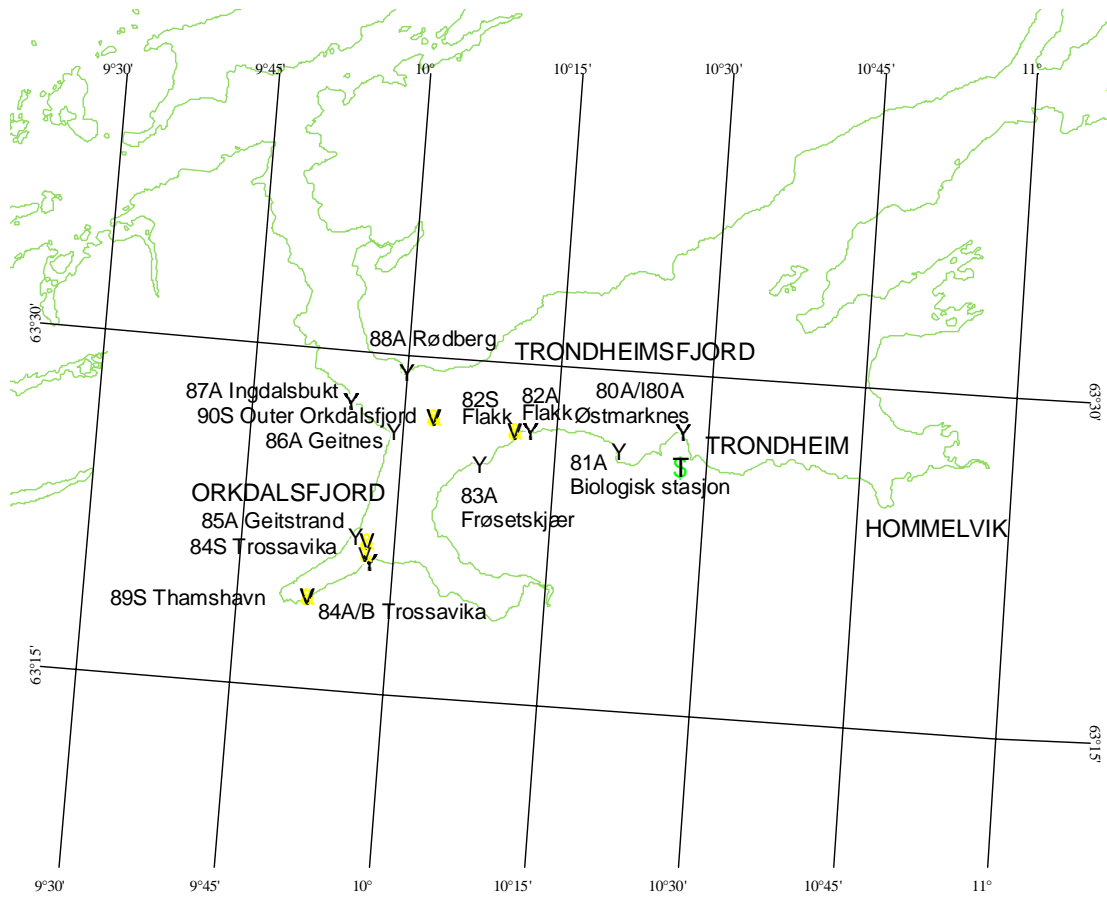 9°30'
9°45'
10°
10°15'
10°30'
10°45'
11°
63°30'
63°30'
88A Rødberg
TRONDHEIMSFJORD
87A Ingdalsbukt
90S Outer Orkdalsfjord
86A Geitnes
82S
Flakk
82A
Flakk
80A/I80A
Østmarknes
TRONDHEIM
81A
Biologisk stasjon
83A
Frøsetskjær
HOMMELVIK
ORKDALSFJORD
85A Geitstrand
84S Trossavika
89S Thamshavn
84A/B Trossavika
Y
Y
Y
V
V
Y
Y
Y
Y
T
S
Y
V
V
Y
V
63°15'
63°15'
9°30'
9°45'
10°
10°15'
10°30'
10°45'
11°